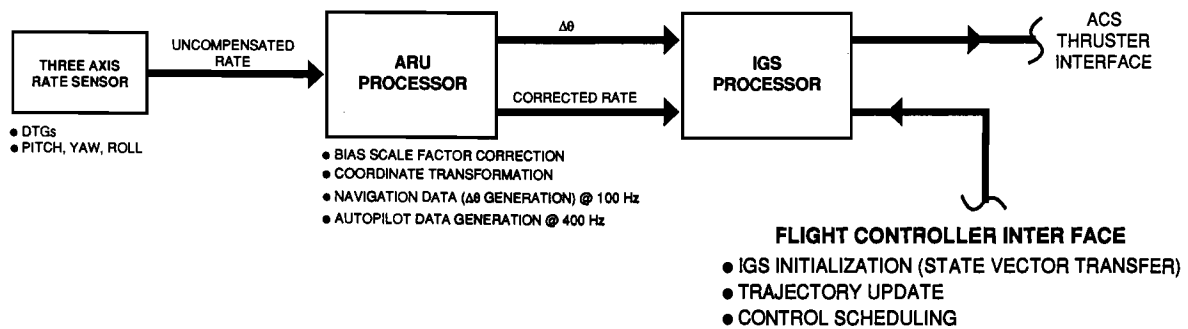 THREE AXIS
RATE SENSOR
● DTGs
● PITCH, YAW, ROLL
UNCOMPENSATED
RATE
ARU
PROCESSOR
● BIAS SCALE FACTOR CORRECTION
● COORDINATE TRANSFORMATION
● NAVIGATION DATA (Δθ GENERATION) @ 100 Hz
● AUTOPILOT DATA GENERATION @ 400 Hz
Δθ
CORRECTED RATE
IGS
PROCESSOR
ACS
THRUSTER
INTERFACE
FLIGHT CONTROLLER INTER FACE
● IGS INITIALIZATION (STATE VECTOR TRANSFER)
● TRAJECTORY UPDATE
● CONTROL SCHEDULING